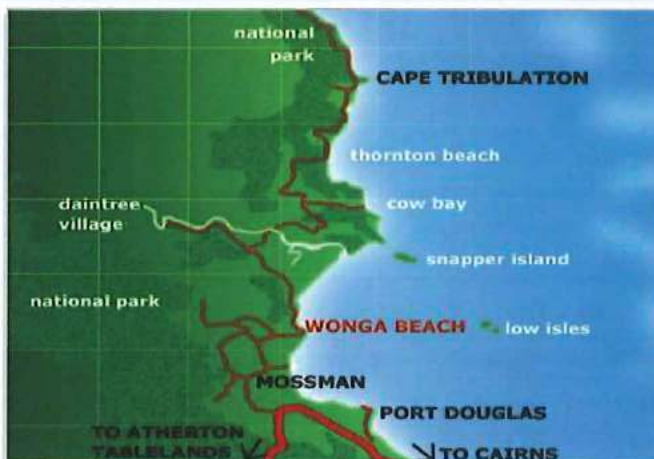 national
park
CAPE TRIBULATION
thornton beach
daintree
village
cow bay
snapper island
national park
WONGA BEACH
low isles
MOSSMAN
PORT DOUGLAS
TO ATHERTON
TABLELANDS
TO CAIRNS